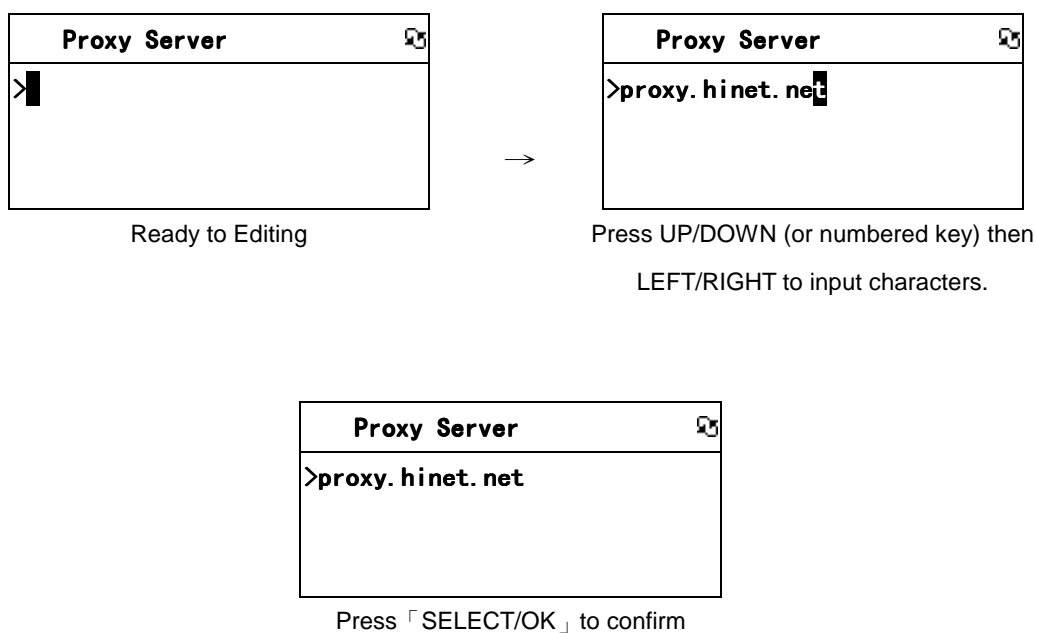 Proxy Server
>
Ready to Editing
→
Proxy Server
>proxy.hinet.net
Press UP/DOWN (or numbered key) then
LEFT/RIGHT to input characters.
Proxy Server
>proxy.hinet.net
Press「SELECT/OK」to confirm